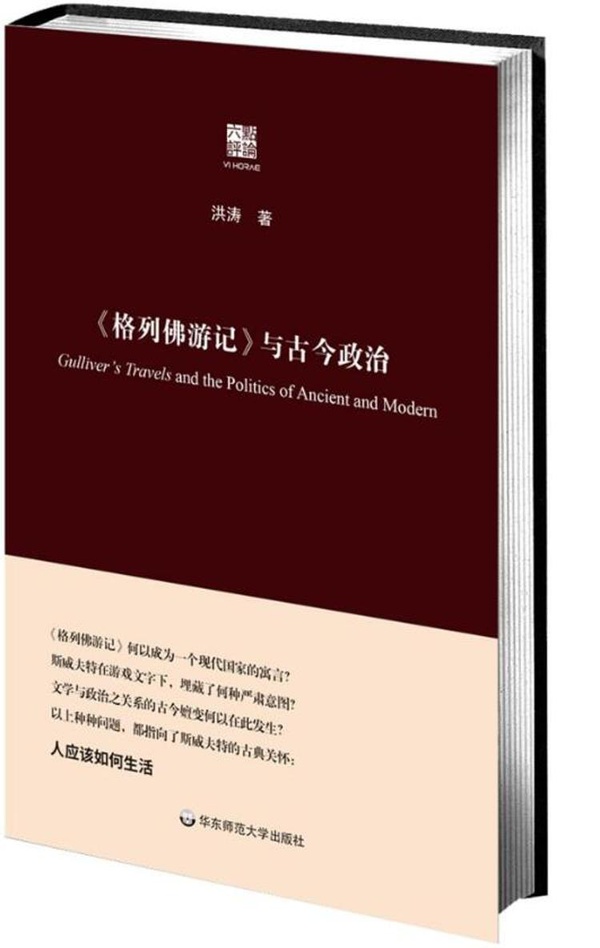 六點
評論
VI HORAE
洪涛 著
《格列佛游记》与古今政治
Gulliver's Travels and the Politics of Ancient and Modern
《格列佛游记》何以成为一个现代国家的寓言？
斯威夫特在游戏文字下，埋藏了何种严肃意图？
文学与政治之关系的古今嬗变何以在此发生？
以上种种问题，都指向了斯威夫特的古典关怀：
人应该如何生活
华东师范大学出版社